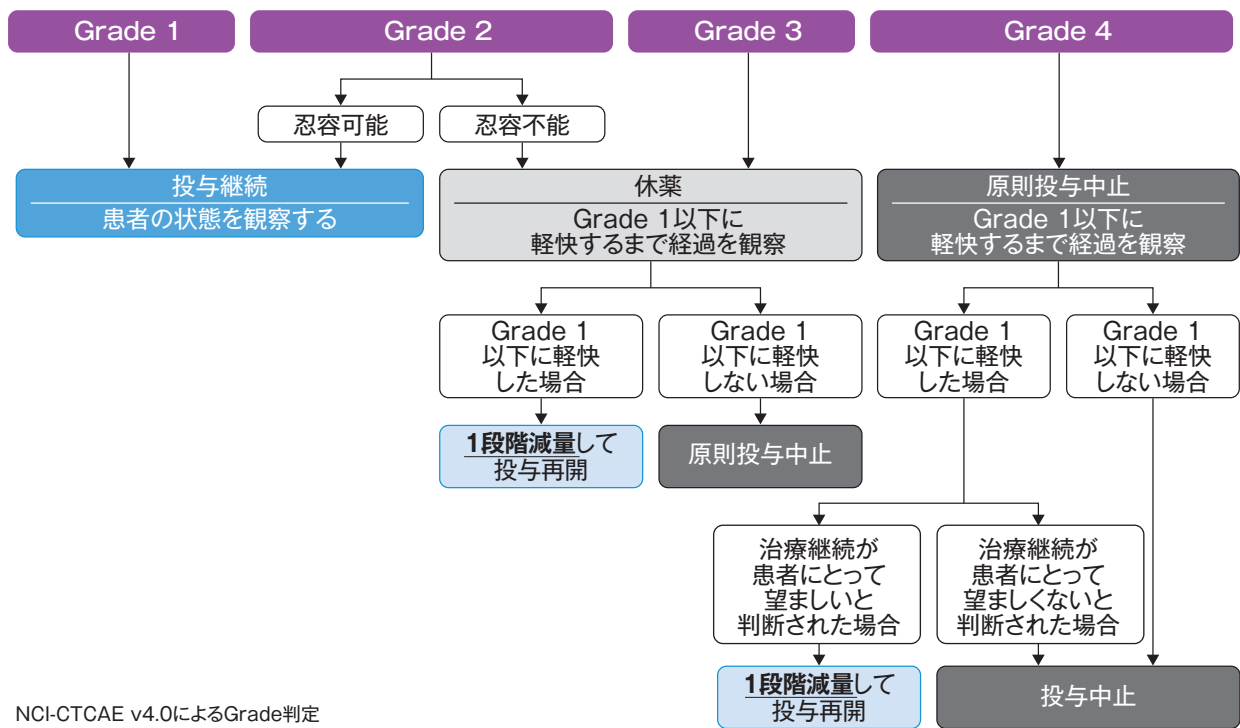 Grade 1
Grade 2
Grade 3
Grade 4
忍容可能
忍容不能
投与継続
患者の状態を観察する
休薬
Grade 1以下に
軽快するまで経過を観察
原則投与中止
Grade 1以下に
軽快するまで経過を観察
Grade 1
以下に軽快
した場合
Grade 1
以下に軽快
しない場合
Grade 1
以下に軽快
した場合
Grade 1
以下に軽快
しない場合
1段階減量して
投与再開
原則投与中止
治療継続が
患者にとって
望ましいと
判断された場合
治療継続が
患者にとって
望ましくないと
判断された場合
1段階減量して
投与再開
投与中止
NCI-CTCAE v4.0によるGrade判定